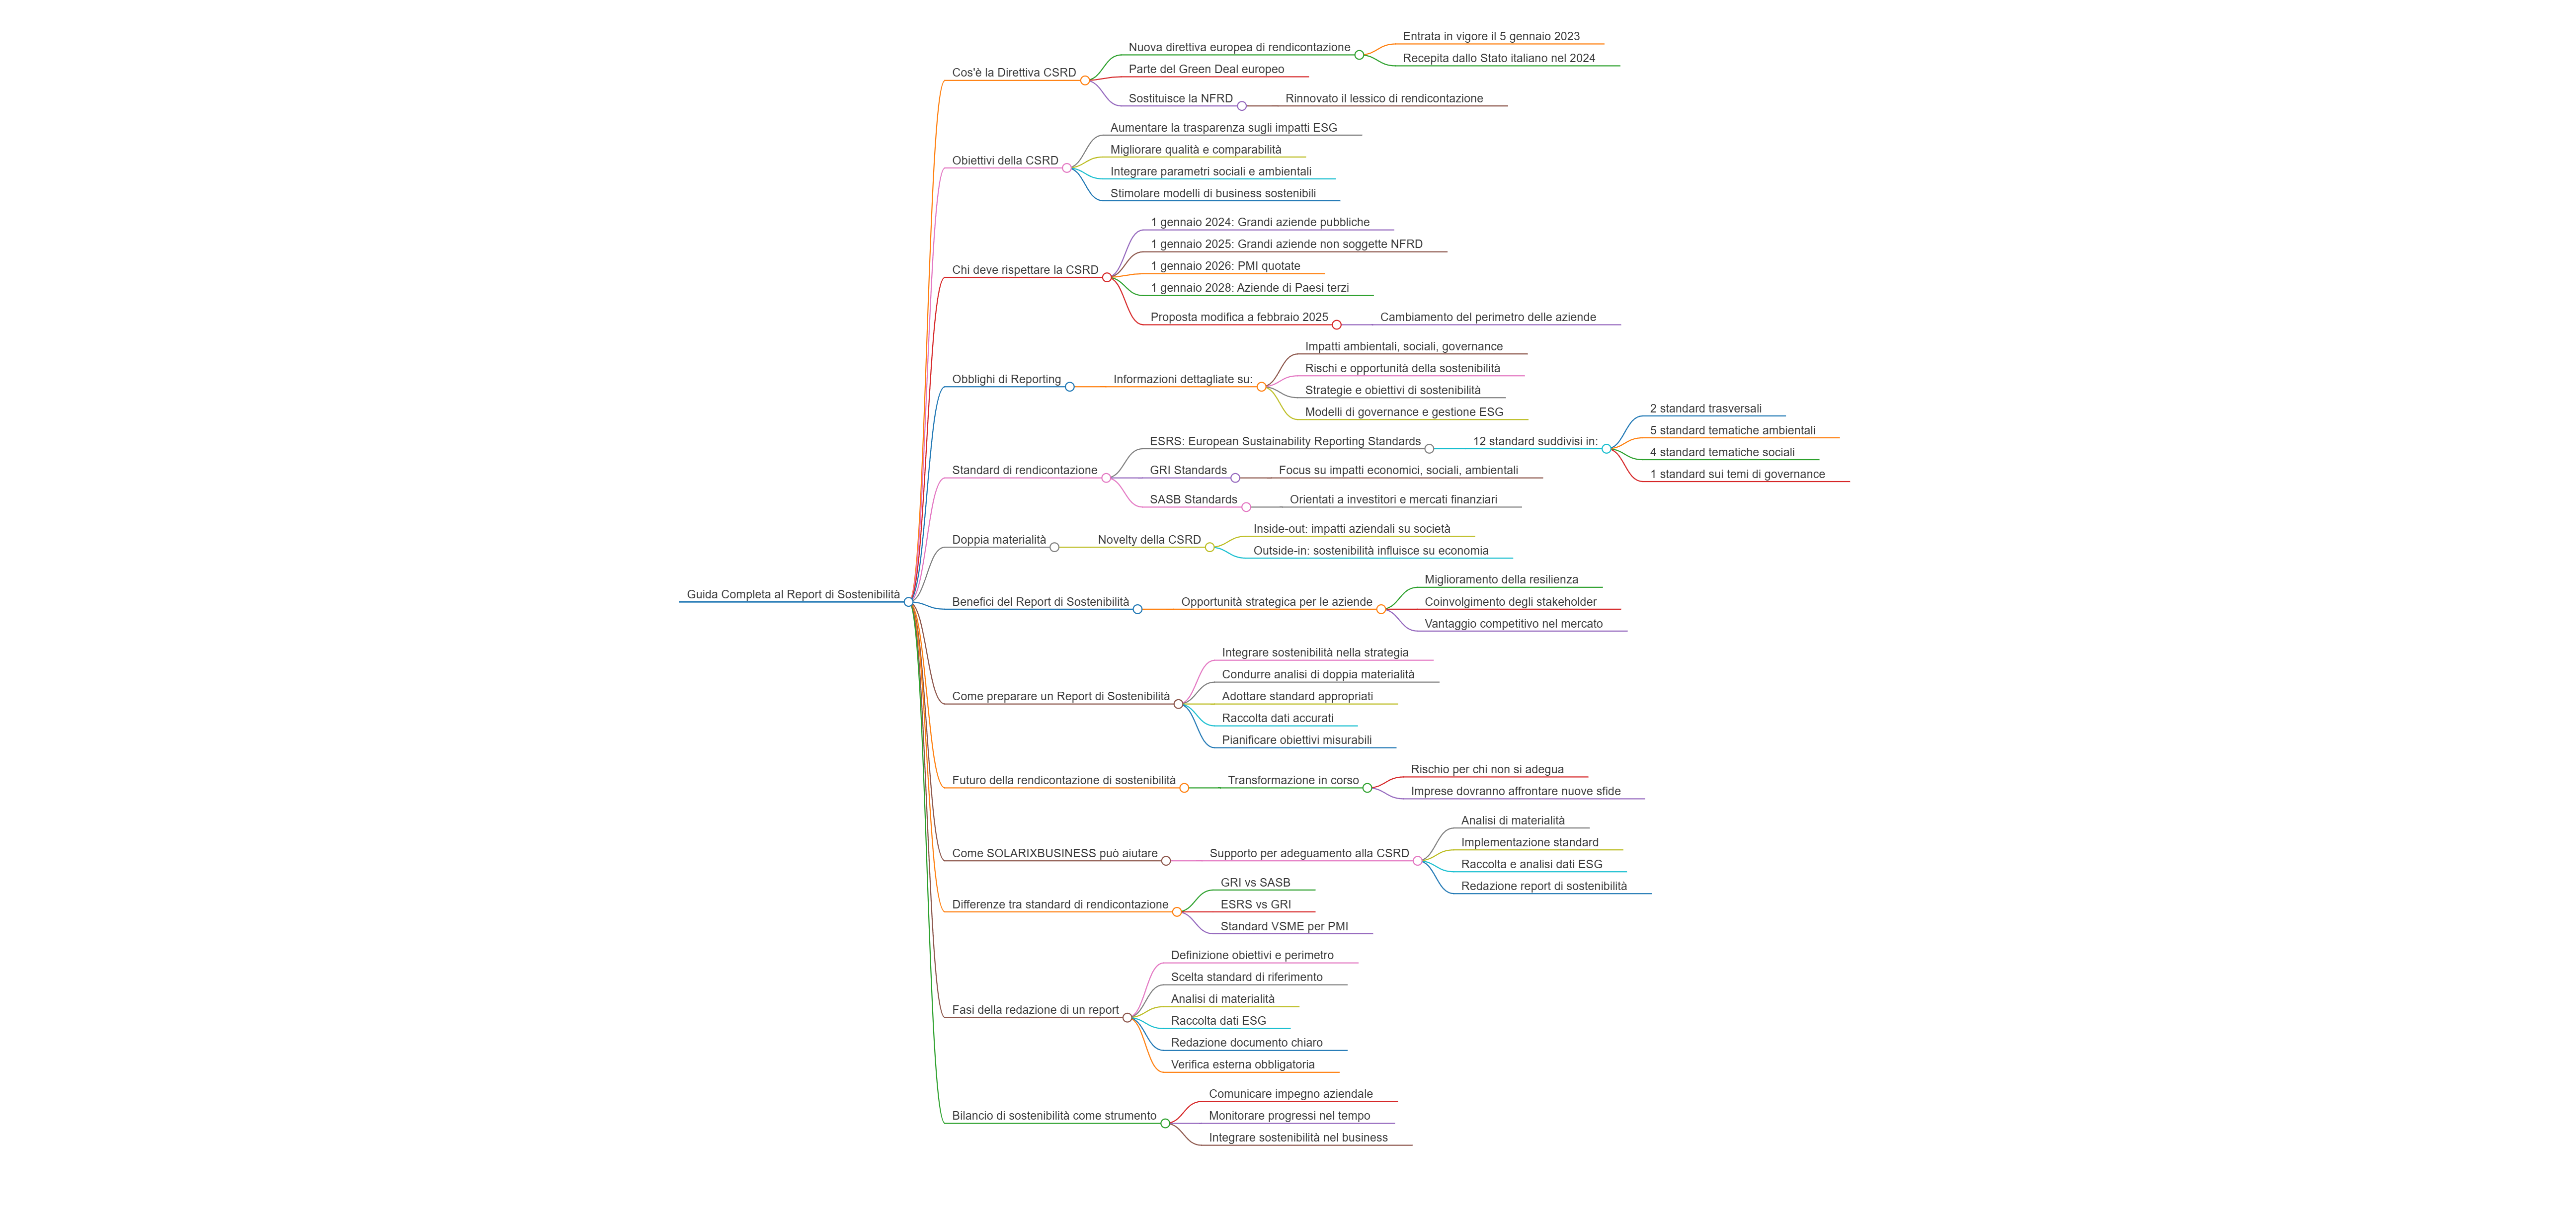 Guida Completa al Report di Sostenibilità
Cos'è la Direttiva CSRD
Nuova direttiva europea di rendicontazione
Entrata in vigore il 5 gennaio 2023
Recepita dallo Stato italiano nel 2024
Parte del Green Deal europeo
Sostituisce la NFRD
Rinnovato il lessico di rendicontazione
Obiettivi della CSRD
Aumentare la trasparenza sugli impatti ESG
Migliorare qualità e comparabilità
Integrare parametri sociali e ambientali
Stimolare modelli di business sostenibili
Chi deve rispettare la CSRD
1 gennaio 2024: Grandi aziende pubbliche
1 gennaio 2025: Grandi aziende non soggette NFRD
1 gennaio 2026: PMI quotate
1 gennaio 2028: Aziende di Paesi terzi
Proposta modifica a febbraio 2025
Cambiamento del perimetro delle aziende
Obblighi di Reporting
Informazioni dettagliate su:
Impatti ambientali, sociali, governance
Rischi e opportunità della sostenibilità
Strategie e obiettivi di sostenibilità
Modelli di governance e gestione ESG
Standard di rendicontazione
ESRS: European Sustainability Reporting Standards
12 standard suddivisi in:
2 standard trasversali
5 standard tematiche ambientali
4 standard tematiche sociali
1 standard sui temi di governance
GRI Standards
Focus su impatti economici, sociali, ambientali
SASB Standards
Orientati a investitori e mercati finanziari
Doppia materialità
Novelty della CSRD
Inside-out: impatti aziendali su società
Outside-in: sostenibilità influisce su economia
Benefici del Report di Sostenibilità
Opportunità strategica per le aziende
Miglioramento della resilienza
Coinvolgimento degli stakeholder
Vantaggio competitivo nel mercato
Come preparare un Report di Sostenibilità
Integrare sostenibilità nella strategia
Condurre analisi di doppia materialità
Adottare standard appropriati
Raccolta dati accurati
Pianificare obiettivi misurabili
Futuro della rendicontazione di sostenibilità
Transformazione in corso
Rischio per chi non si adegua
Imprese dovranno affrontare nuove sfide
Come SOLARIXBUSINESS può aiutare
Supporto per adeguamento alla CSRD
Analisi di materialità
Implementazione standard
Raccolta e analisi dati ESG
Redazione report di sostenibilità
Differenze tra standard di rendicontazione
GRI vs SASB
ESRS vs GRI
Standard VSME per PMI
Fasi della redazione di un report
Definizione obiettivi e perimetro
Scelta standard di riferimento
Analisi di materialità
Raccolta dati ESG
Redazione documento chiaro
Verifica esterna obbligatoria
Bilancio di sostenibilità come strumento
Comunicare impegno aziendale
Monitorare progressi nel tempo
Integrare sostenibilità nel business